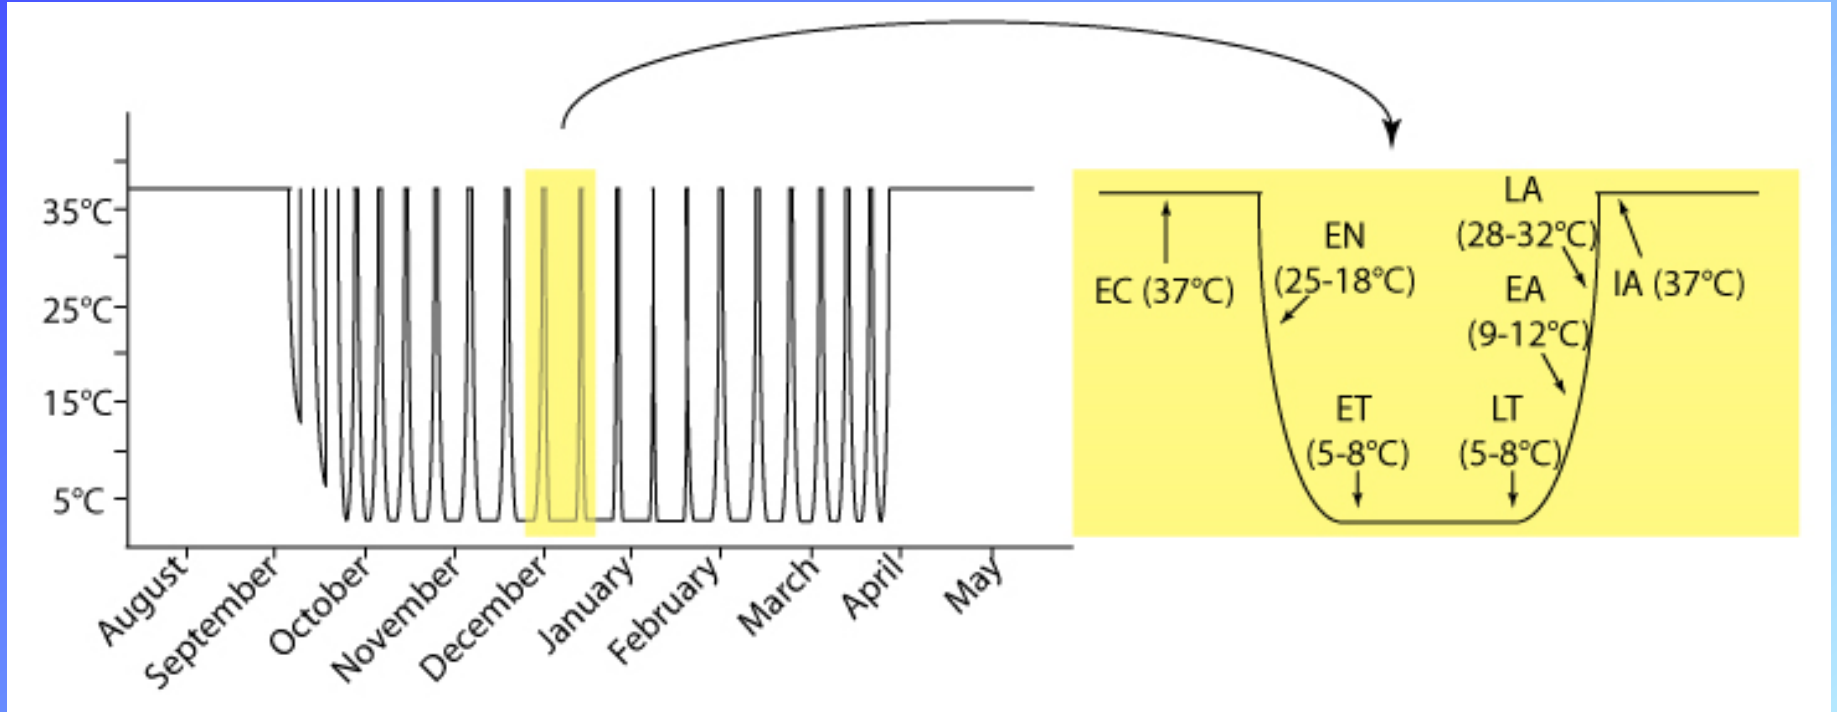 35°C
25°C
15°C
5°C
August
September
October
November
December
January
February
March
April
May
EC (37°C)
EN
(25-18°C)
ET
(5-8°C)
LT
(5-8°C)
EA
(9-12°C)
LA
(28-32°C)
IA (37°C)